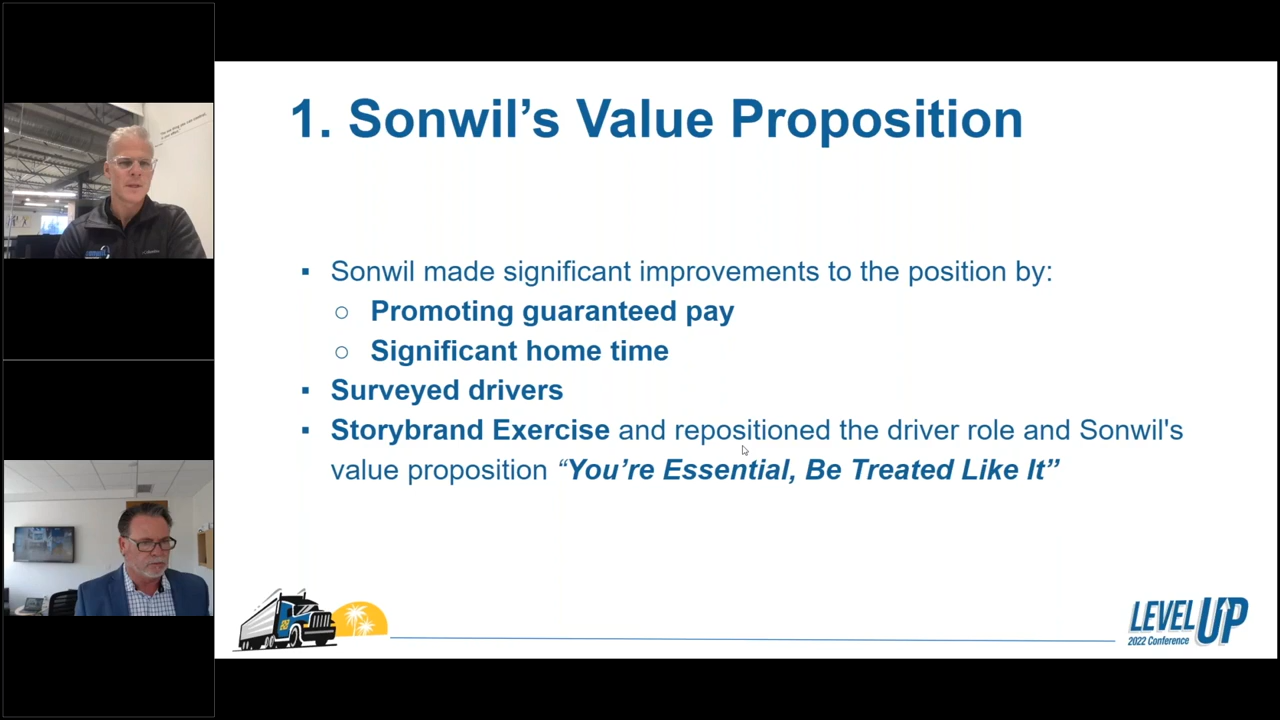 1. Sonwil’s Value Proposition
▪ Sonwil made significant improvements to the position by:
○ Promoting guaranteed pay
○ Significant home time
▪ Surveyed drivers
▪ Storybrand Exercise and repositioned the driver role and Sonwil's
value proposition “You’re Essential, Be Treated Like It”
LEVEL UP
2022 Conference